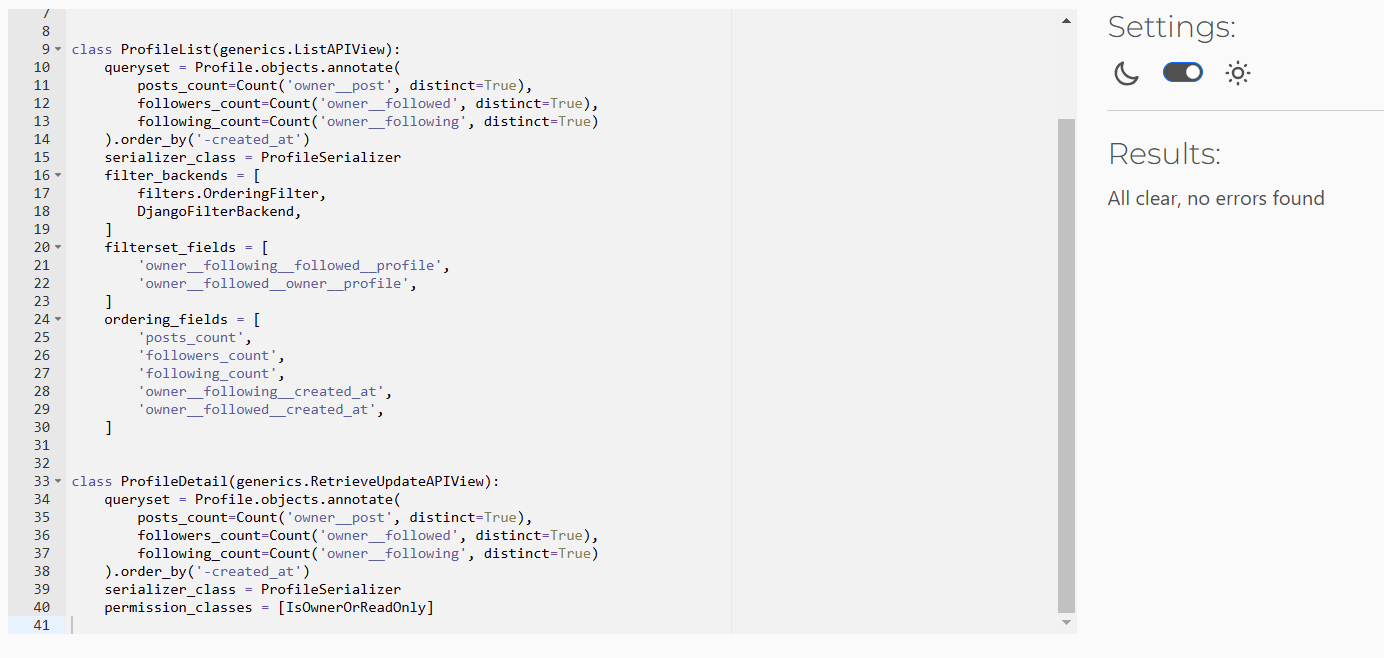 7
8
9 class ProfileList(generics.ListAPIView):
10     queryset = Profile.objects.annotate(
11         posts_count=Count('owner__post', distinct=True),
12         followers_count=Count('owner__followed', distinct=True),
13         following_count=Count('owner__following', distinct=True)
14     ).order_by('-created_at')
15     serializer_class = ProfileSerializer
16     filter_backends = [
17         filters.OrderingFilter,
18         DjangoFilterBackend,
19     ]
20     filterset_fields = [
21         'owner__following__followed__profile',
22         'owner__followed__owner__profile',
23     ]
24     ordering_fields = [
25         'posts_count',
26         'followers_count',
27         'following_count',
28         'owner__following__created_at',
29         'owner__followed__created_at',
30     ]
31
32
33 class ProfileDetail(generics.RetrieveUpdateAPIView):
34     queryset = Profile.objects.annotate(
35         posts_count=Count('owner__post', distinct=True),
36         followers_count=Count('owner__followed', distinct=True),
37         following_count=Count('owner__following', distinct=True)
38     ).order_by('-created_at')
39     serializer_class = ProfileSerializer
40     permission_classes = [IsOwnerOrReadOnly]
41
Settings:
Results:
All clear, no errors found